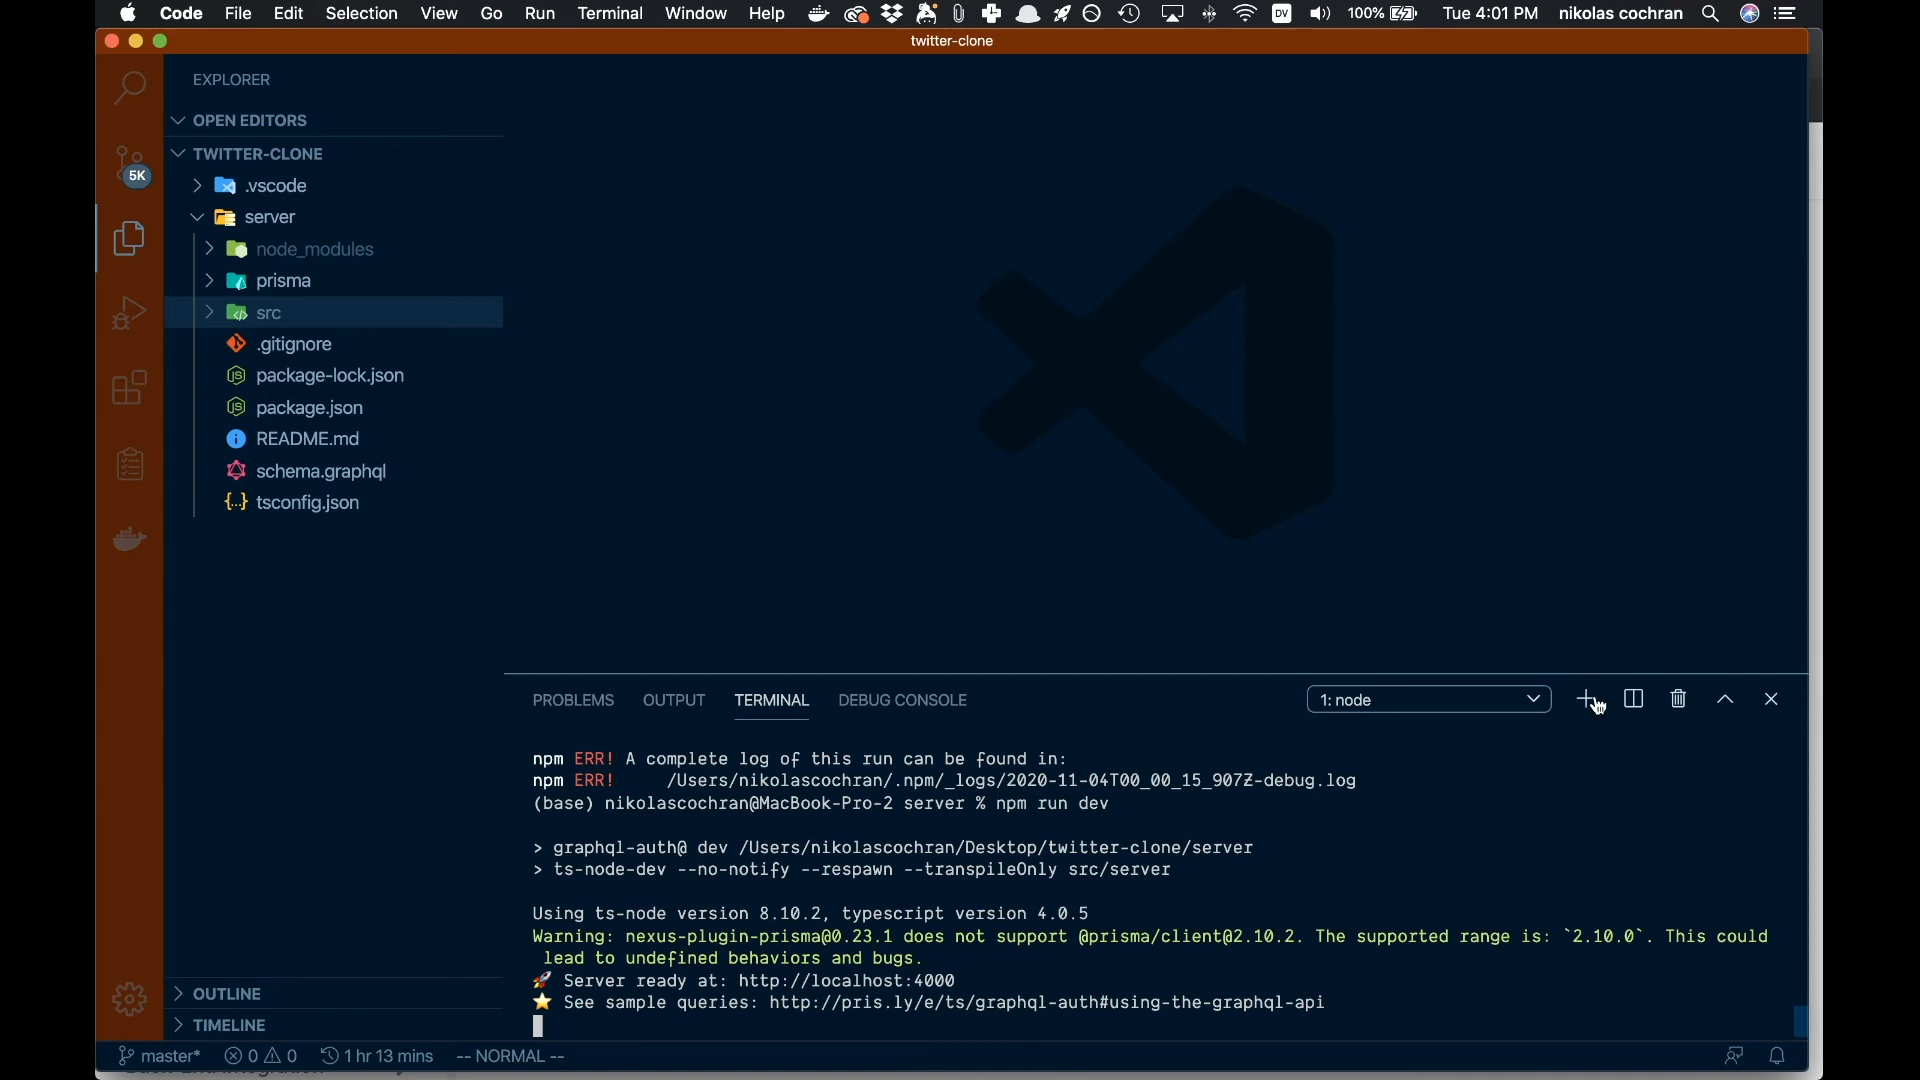 Code File Edit Selection View Go Run Terminal Window Help DV 100% Tue 4:01 PM nikolas cochran
twitter-clone
EXPLORER
OPEN EDITORS
TWITTER-CLONE
5K
.vscode
server
node_modules
prisma
src
.gitignore
package-lock.json
package.json
README.md
schema.graphql
tsconfig.json
PROBLEMS OUTPUT TERMINAL DEBUG CONSOLE 1: node
npm ERR! A complete log of this run can be found in:
npm ERR!     /Users/nikolascochran/.npm/_logs/2020-11-04T00_00_15_907Z-debug.log
(base) nikolascochran@MacBook-Pro-2 server % npm run dev
> graphql-auth@ dev /Users/nikolascochran/Desktop/twitter-clone/server
> ts-node-dev --no-notify --respawn --transpileOnly src/server
Using ts-node version 8.10.2, typescript version 4.0.5
Warning: nexus-plugin-prisma@0.23.1 does not support @prisma/client@2.10.2. The supported range is: `2.10.0`. This could
lead to undefined behaviors and bugs.
🚀 Server ready at: http://localhost:4000
⭐ See sample queries: http://pris.ly/e/ts/graphql-auth#using-the-graphql-api
OUTLINE
TIMELINE
master* 0 0 1 hr 13 mins -- NORMAL --